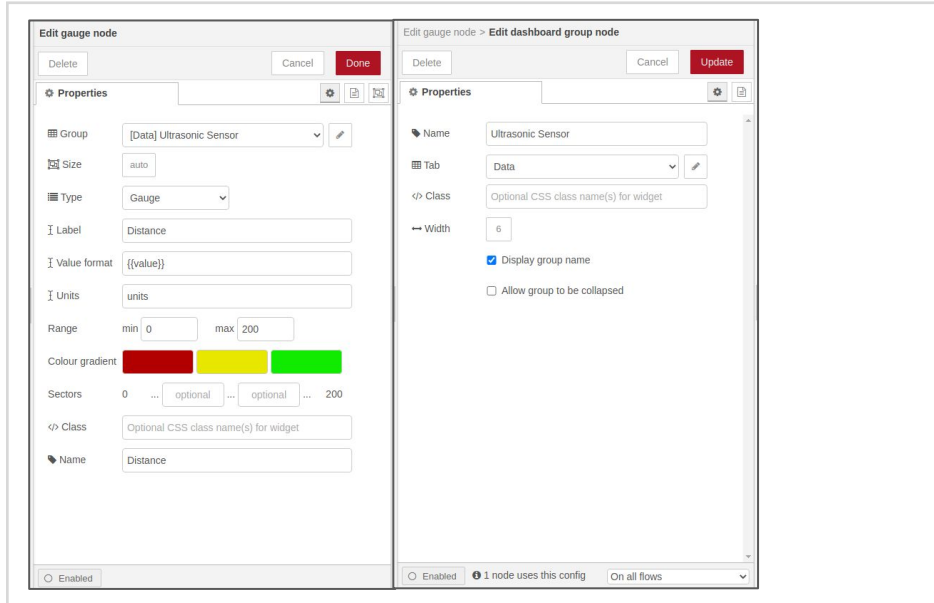 Edit gauge node
Delete
Cancel
Done
Properties
Group
[Data] Ultrasonic Sensor
Size
auto
Type
Gauge
Label
Distance
Value format
{{value}}
Units
units
Range
min 0
max 200
Colour gradient
Sectors
0 ... optional ... optional ... 200
</> Class
Optional CSS class name(s) for widget
Name
Distance
Enabled
Edit gauge node > Edit dashboard group node
Delete
Cancel
Update
Properties
Name
Ultrasonic Sensor
Tab
Data
</> Class
Optional CSS class name(s) for widget
Width
6
Display group name
Allow group to be collapsed
Enabled
1 node uses this config
On all flows